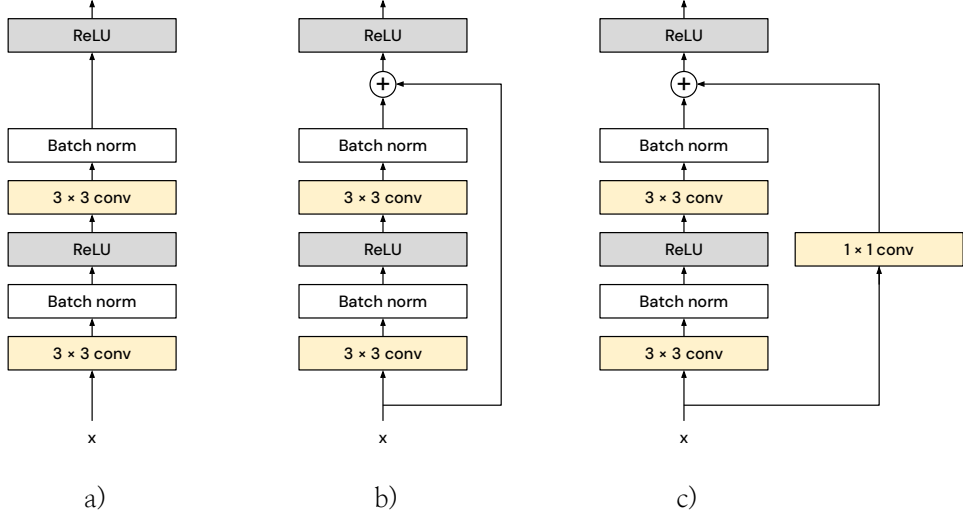 ReLU
Batch norm
3 × 3 conv
ReLU
Batch norm
3 × 3 conv
x
a)
ReLU
+
Batch norm
3 × 3 conv
ReLU
Batch norm
3 × 3 conv
x
b)
ReLU
+
Batch norm
3 × 3 conv
ReLU
Batch norm
3 × 3 conv
1 × 1 conv
x
c)